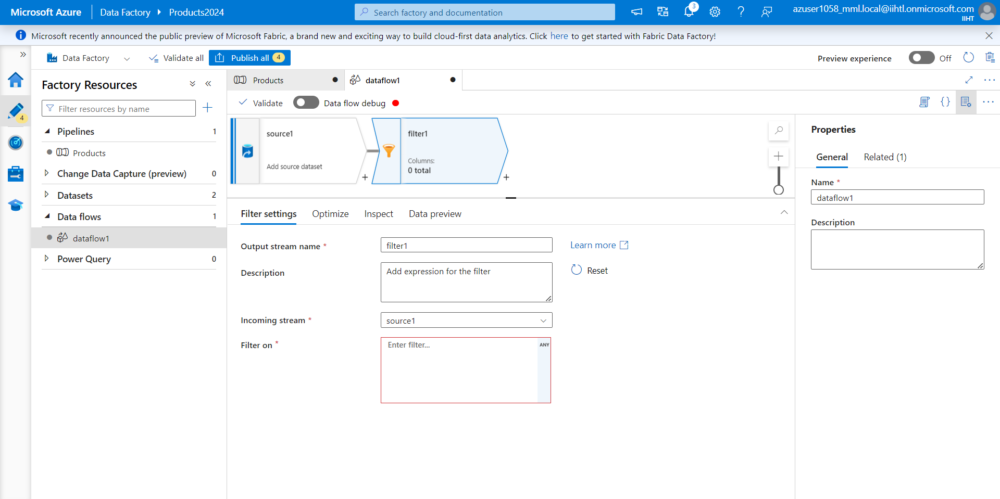 Microsoft Azure
Data Factory
Products2024
Search factory and documentation
3
azuser1058_mml.local@iihtl.onmicrosoft.com
IIHT
Microsoft recently announced the public preview of Microsoft Fabric, a brand new and exciting way to build cloud-first data analytics. Click here to get started with Fabric Data Factory!
Data Factory
Validate all
Publish all 4
Preview experience
Off
4
Factory Resources
Filter resources by name
Pipelines 1
Products
Change Data Capture (preview) 0
Datasets 2
Data flows 1
dataflow1
Power Query 0
Products
dataflow1
Validate
Data flow debug
source1
Add source dataset
+
filter1
Columns:
0 total
+
Filter settings
Optimize
Inspect
Data preview
Output stream name *
filter1
Learn more
Description
Add expression for the filter
Reset
Incoming stream *
source1
Filter on *
Enter filter...
ANY
Properties
General
Related (1)
Name *
dataflow1
Description